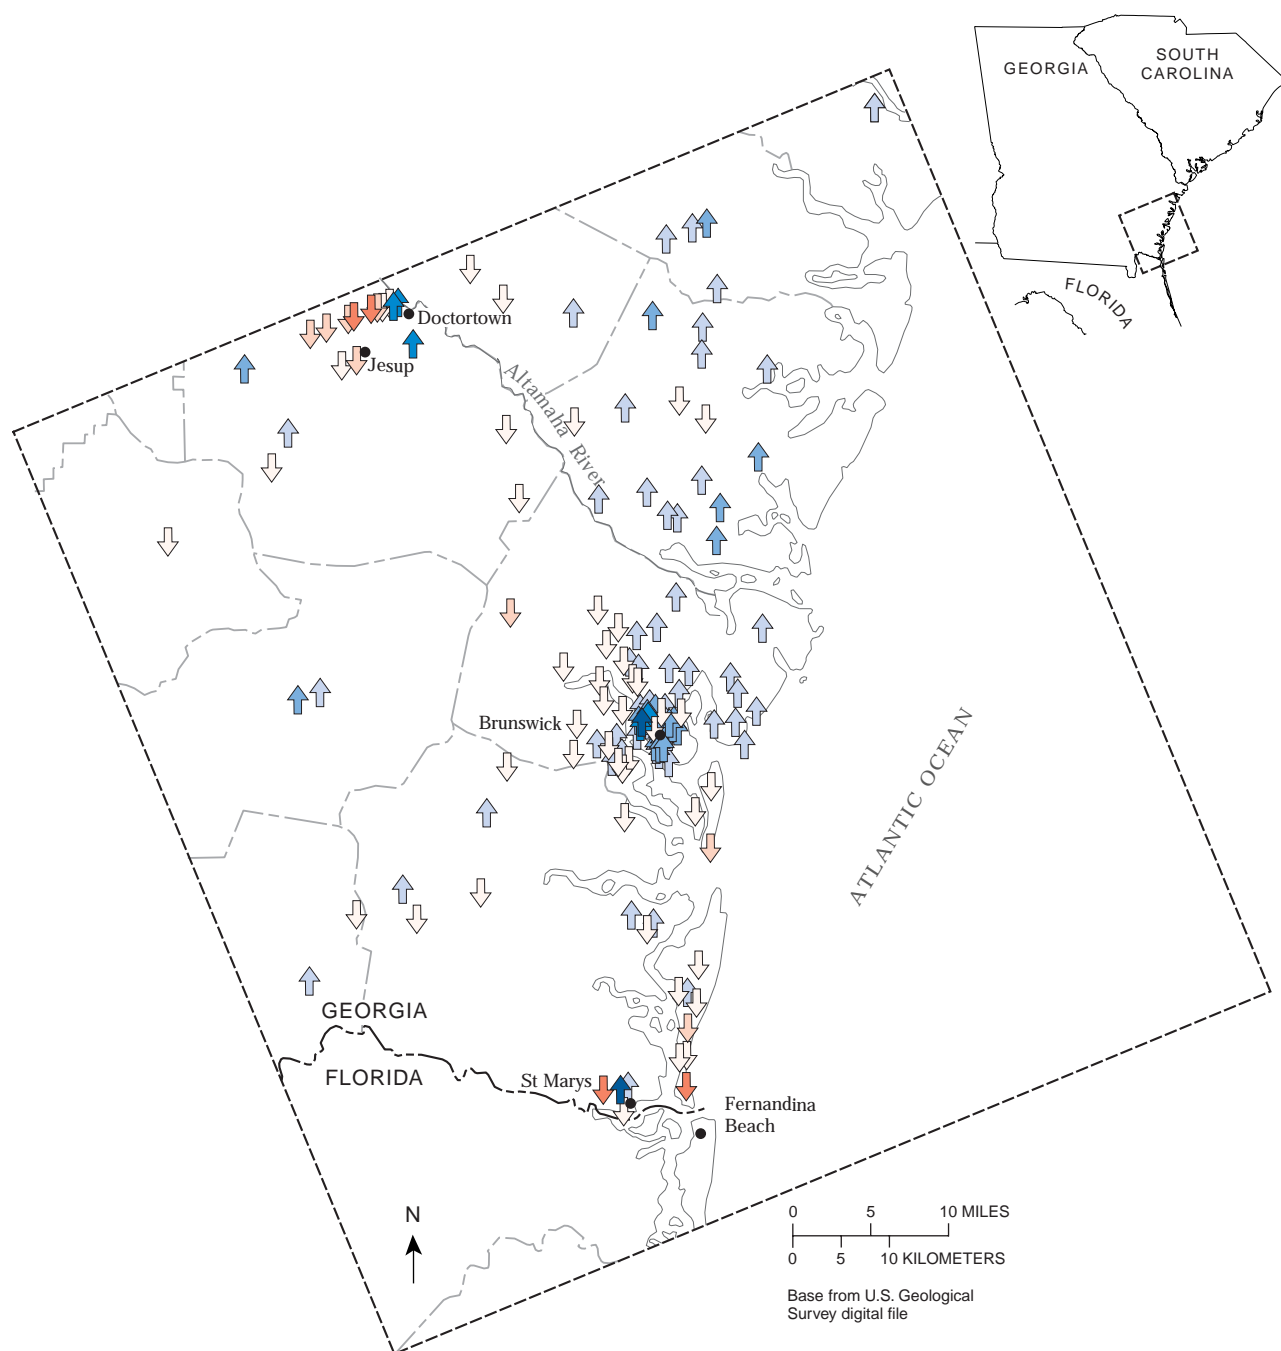 GEORGIA
SOUTH
CAROLINA
FLORIDA
Doctortown
Jesup
Altamaha River
Brunswick
ATLANTIC OCEAN
GEORGIA
FLORIDA
St Marys
Fernandina
Beach
N
0 5 10 MILES
0 5 10 KILOMETERS
Base from U.S. Geological
Survey digital file